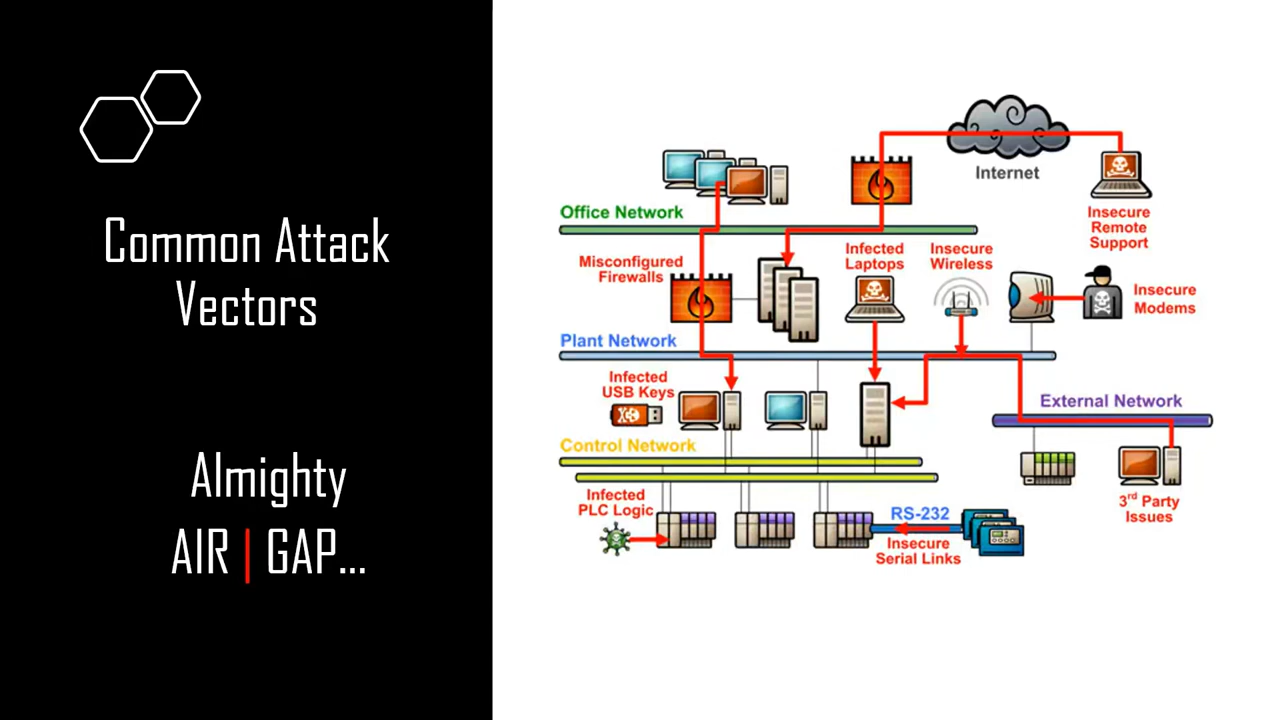 Common Attack
Vectors
Almighty
AIR | GAP...
Internet
Insecure
Remote
Support
Office Network
Misconfigured
Firewalls
Infected
Laptops
Insecure
Wireless
Insecure
Modems
Plant Network
Infected
USB Keys
External Network
Control Network
3rd Party
Issues
Infected
PLC Logic
RS-232
Insecure
Serial Links